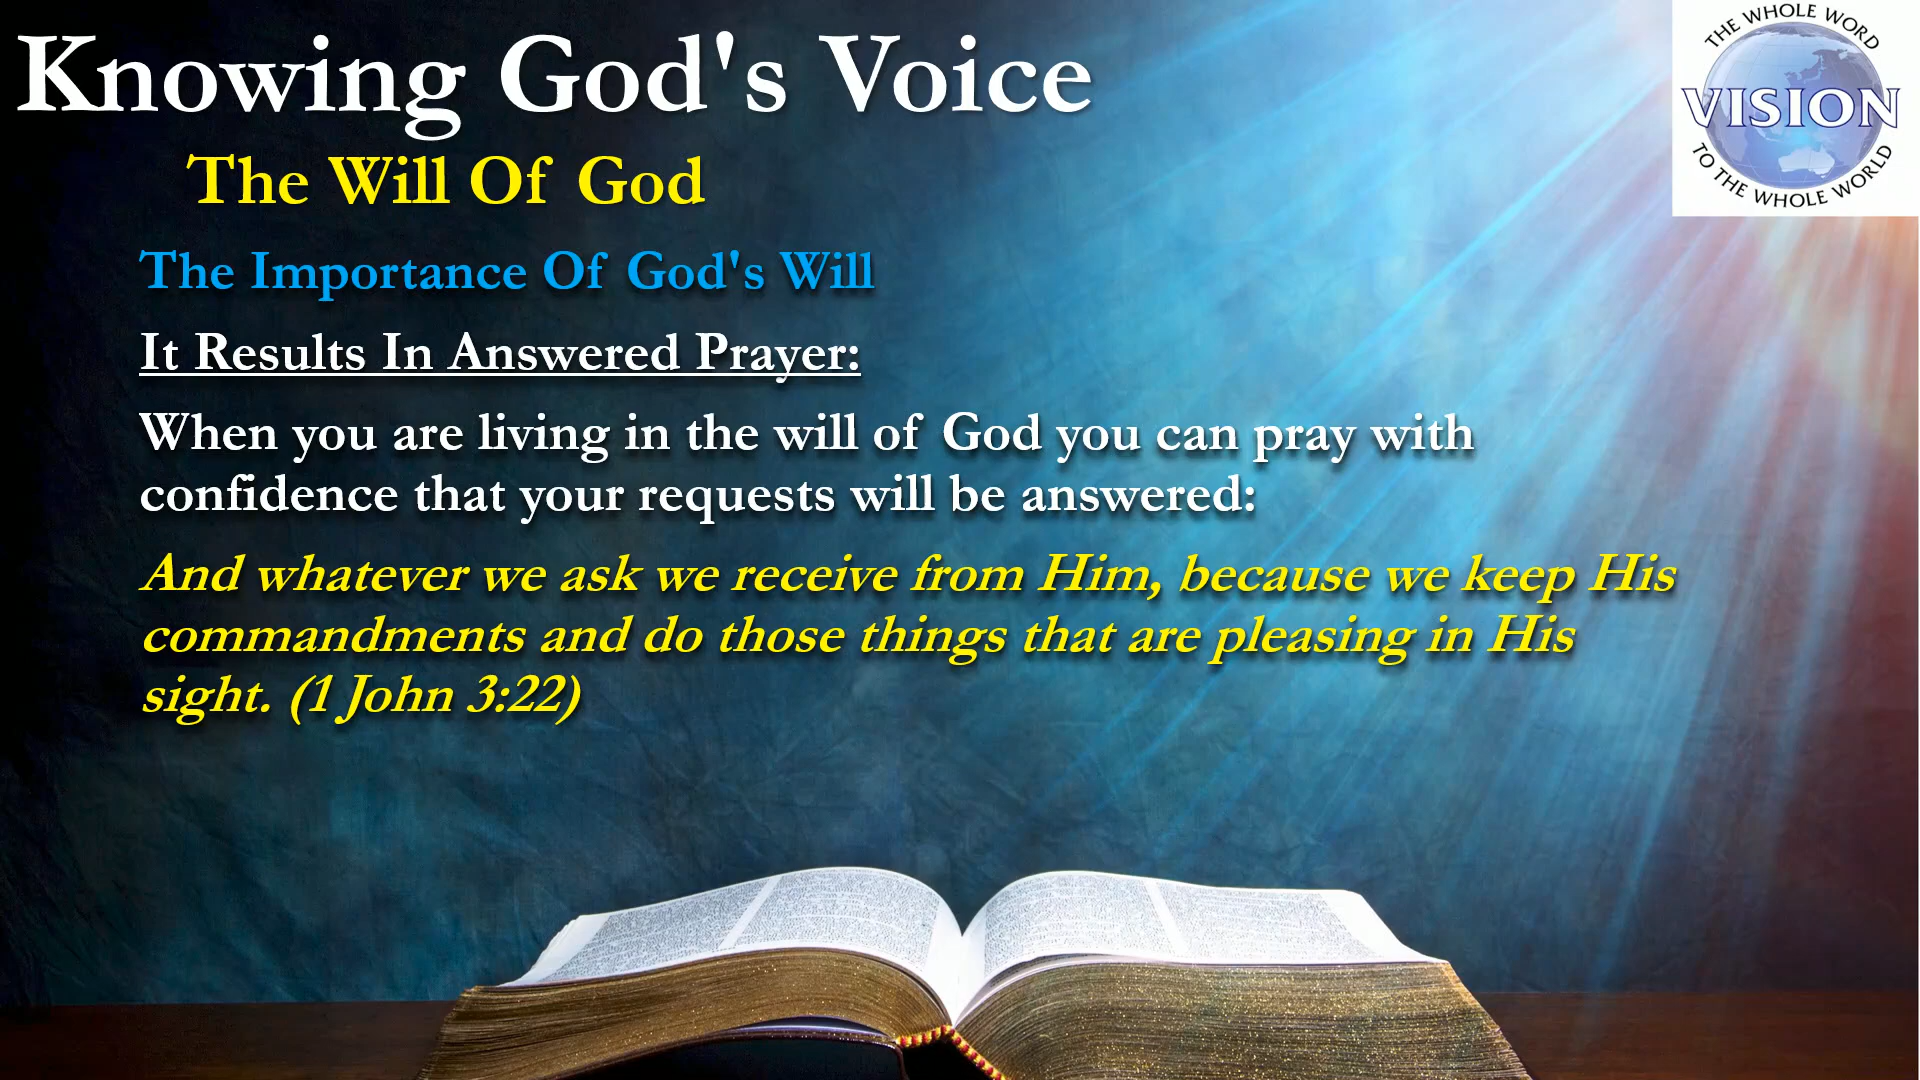 Knowing God's Voice
The Will Of God
The Importance Of God's Will
It Results In Answered Prayer:
When you are living in the will of God you can pray with
confidence that your requests will be answered:
And whatever we ask we receive from Him, because we keep His
commandments and do those things that are pleasing in His
sight. (1 John 3:22)
THE WHOLE WORD
VISION
TO THE WHOLE WORLD